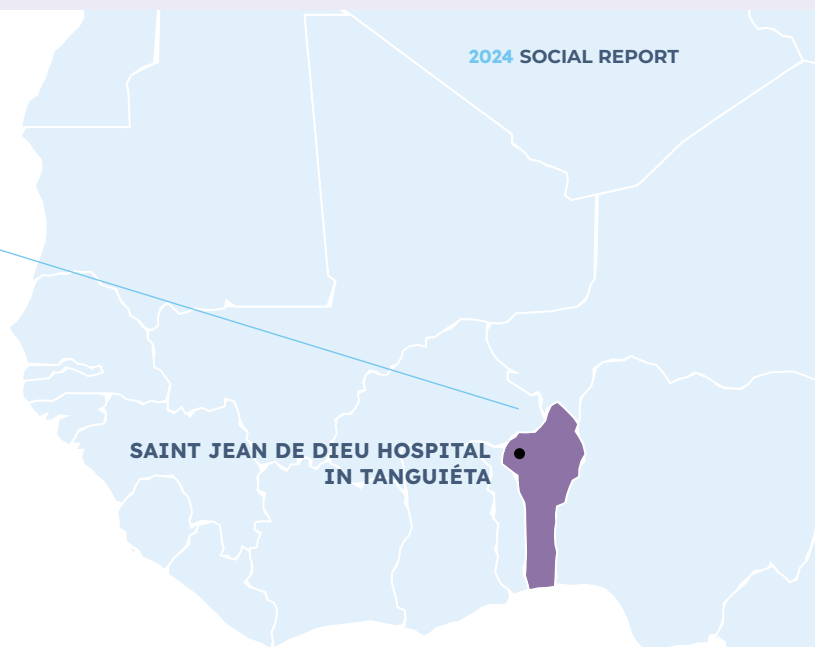 2024 SOCIAL REPORT
SAINT JEAN DE DIEU HOSPITAL
IN TANGUIÉTA